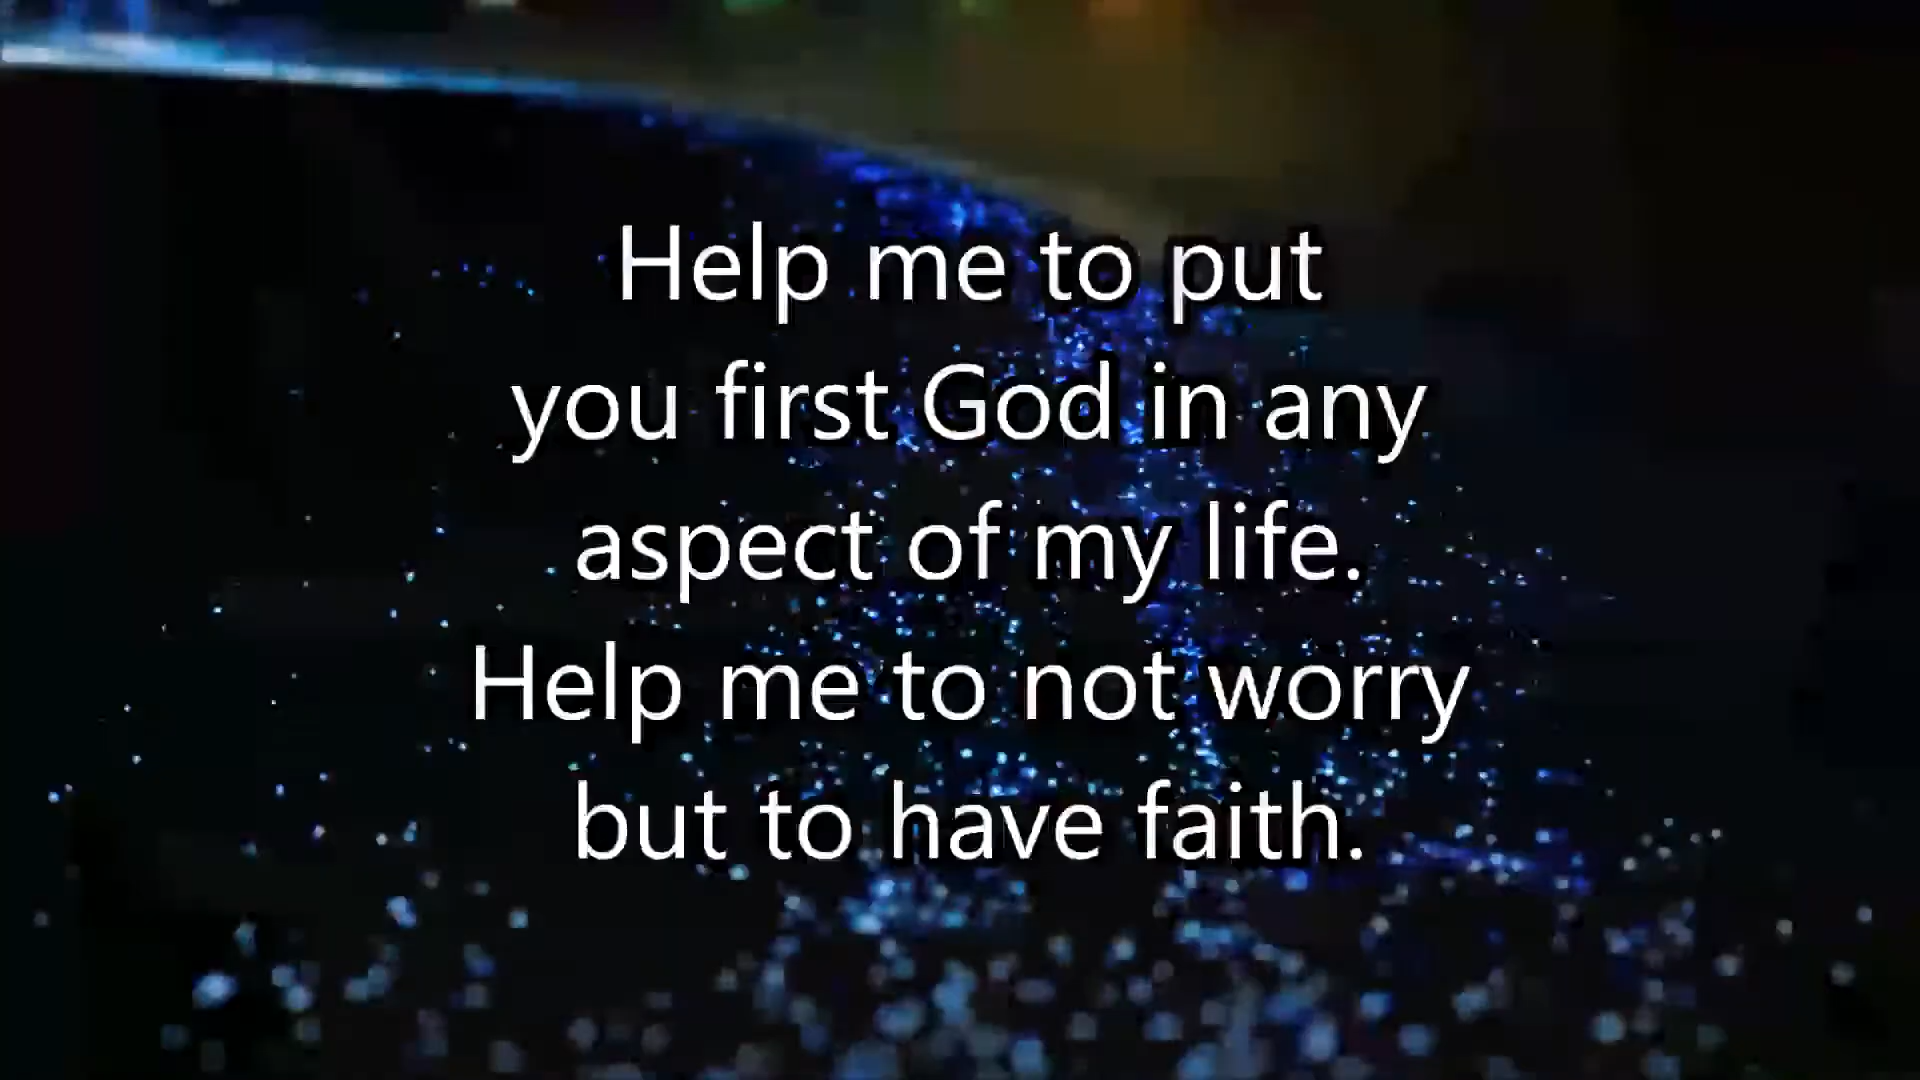 Help me to put
you first God in any
aspect of my life.
Help me to not worry
but to have faith.